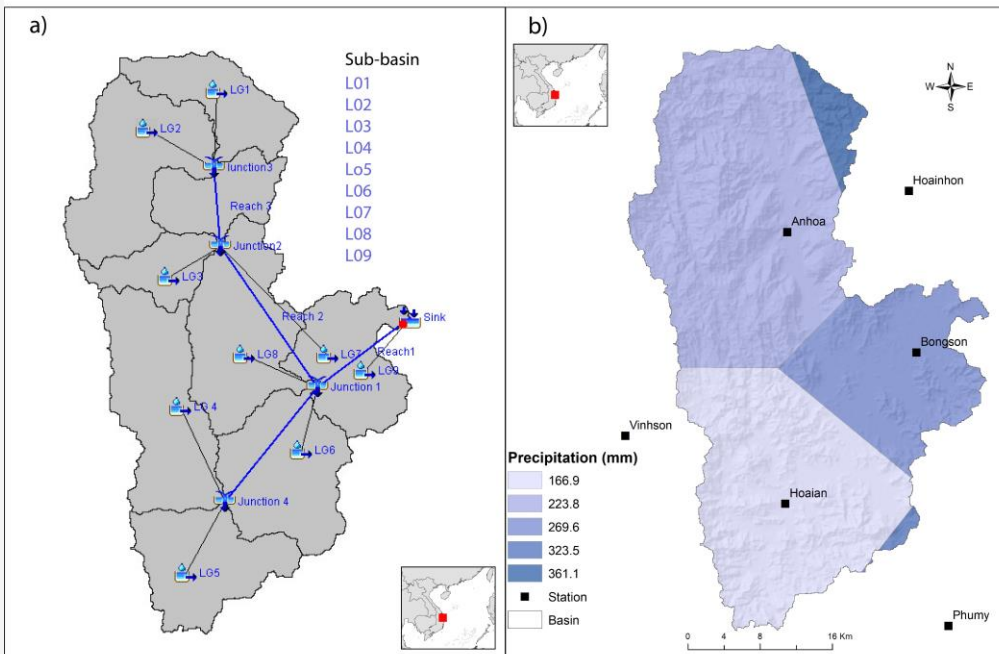 a)
Sub-basin
L01
L02
L03
L04
Lo5
L06
L07
L08
L09
LG1
LG2
Iunction3
Reach 3
Junction2
LG3
Reach 2
Sink
LG8
LG7
Reach1
LG9
Junction 1
LG 4
LG6
Junction 4
LG5
b)
N
W E
S
Hoainhon
Anhoa
Bongson
Vinhson
Hoaian
Phumy
Precipitation (mm)
166.9
223.8
269.6
323.5
361.1
Station
Basin
0 4 8 16 Km